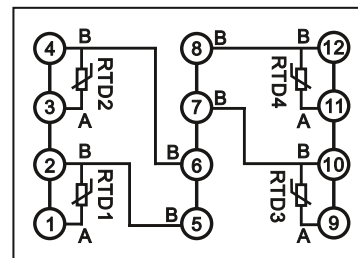 4 B 8 B 12
RTD2
RTD4
3 A 7 B 11 A
2 B 6 B 10 B
RTD1
RTD3
1 A 5 B 9 A